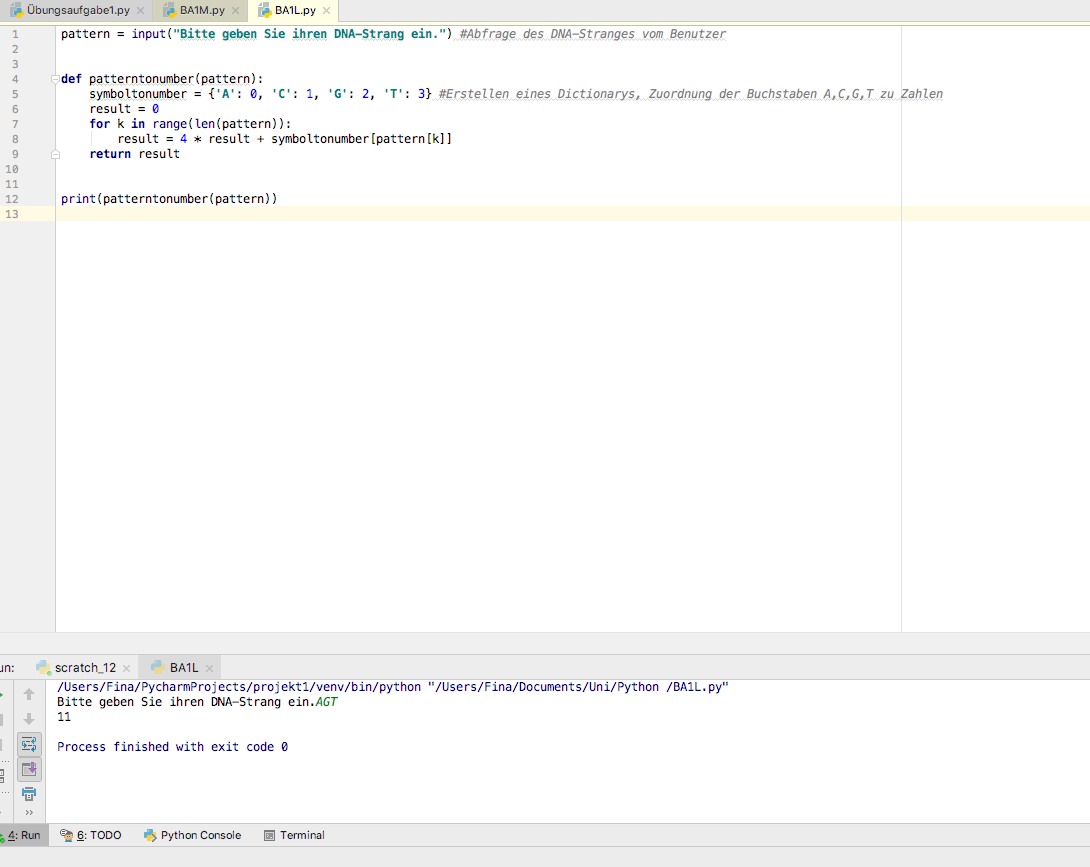 Übungsaufgabe1.py BA1M.py BA1L.py
1 pattern = input("Bitte geben Sie ihren DNA-Strang ein.") #Abfrage des DNA-Stranges vom Benutzer
2
3
4 def patterntonumber(pattern):
5 symboltonumber = {'A': 0, 'C': 1, 'G': 2, 'T': 3} #Erstellen eines Dictionarys, Zuordnung der Buchstaben A,C,G,T zu Zahlen
6 result = 0
7 for k in range(len(pattern)):
8 result = 4 * result + symboltonumber[pattern[k]]
9 return result
10
11
12 print(patterntonumber(pattern))
13
un: scratch_12 BA1L
/Users/Fina/PycharmProjects/projekt1/venv/bin/python "/Users/Fina/Documents/Uni/Python /BA1L.py"
Bitte geben Sie ihren DNA-Strang ein.AGT
11
Process finished with exit code 0
4: Run 6: TODO Python Console Terminal